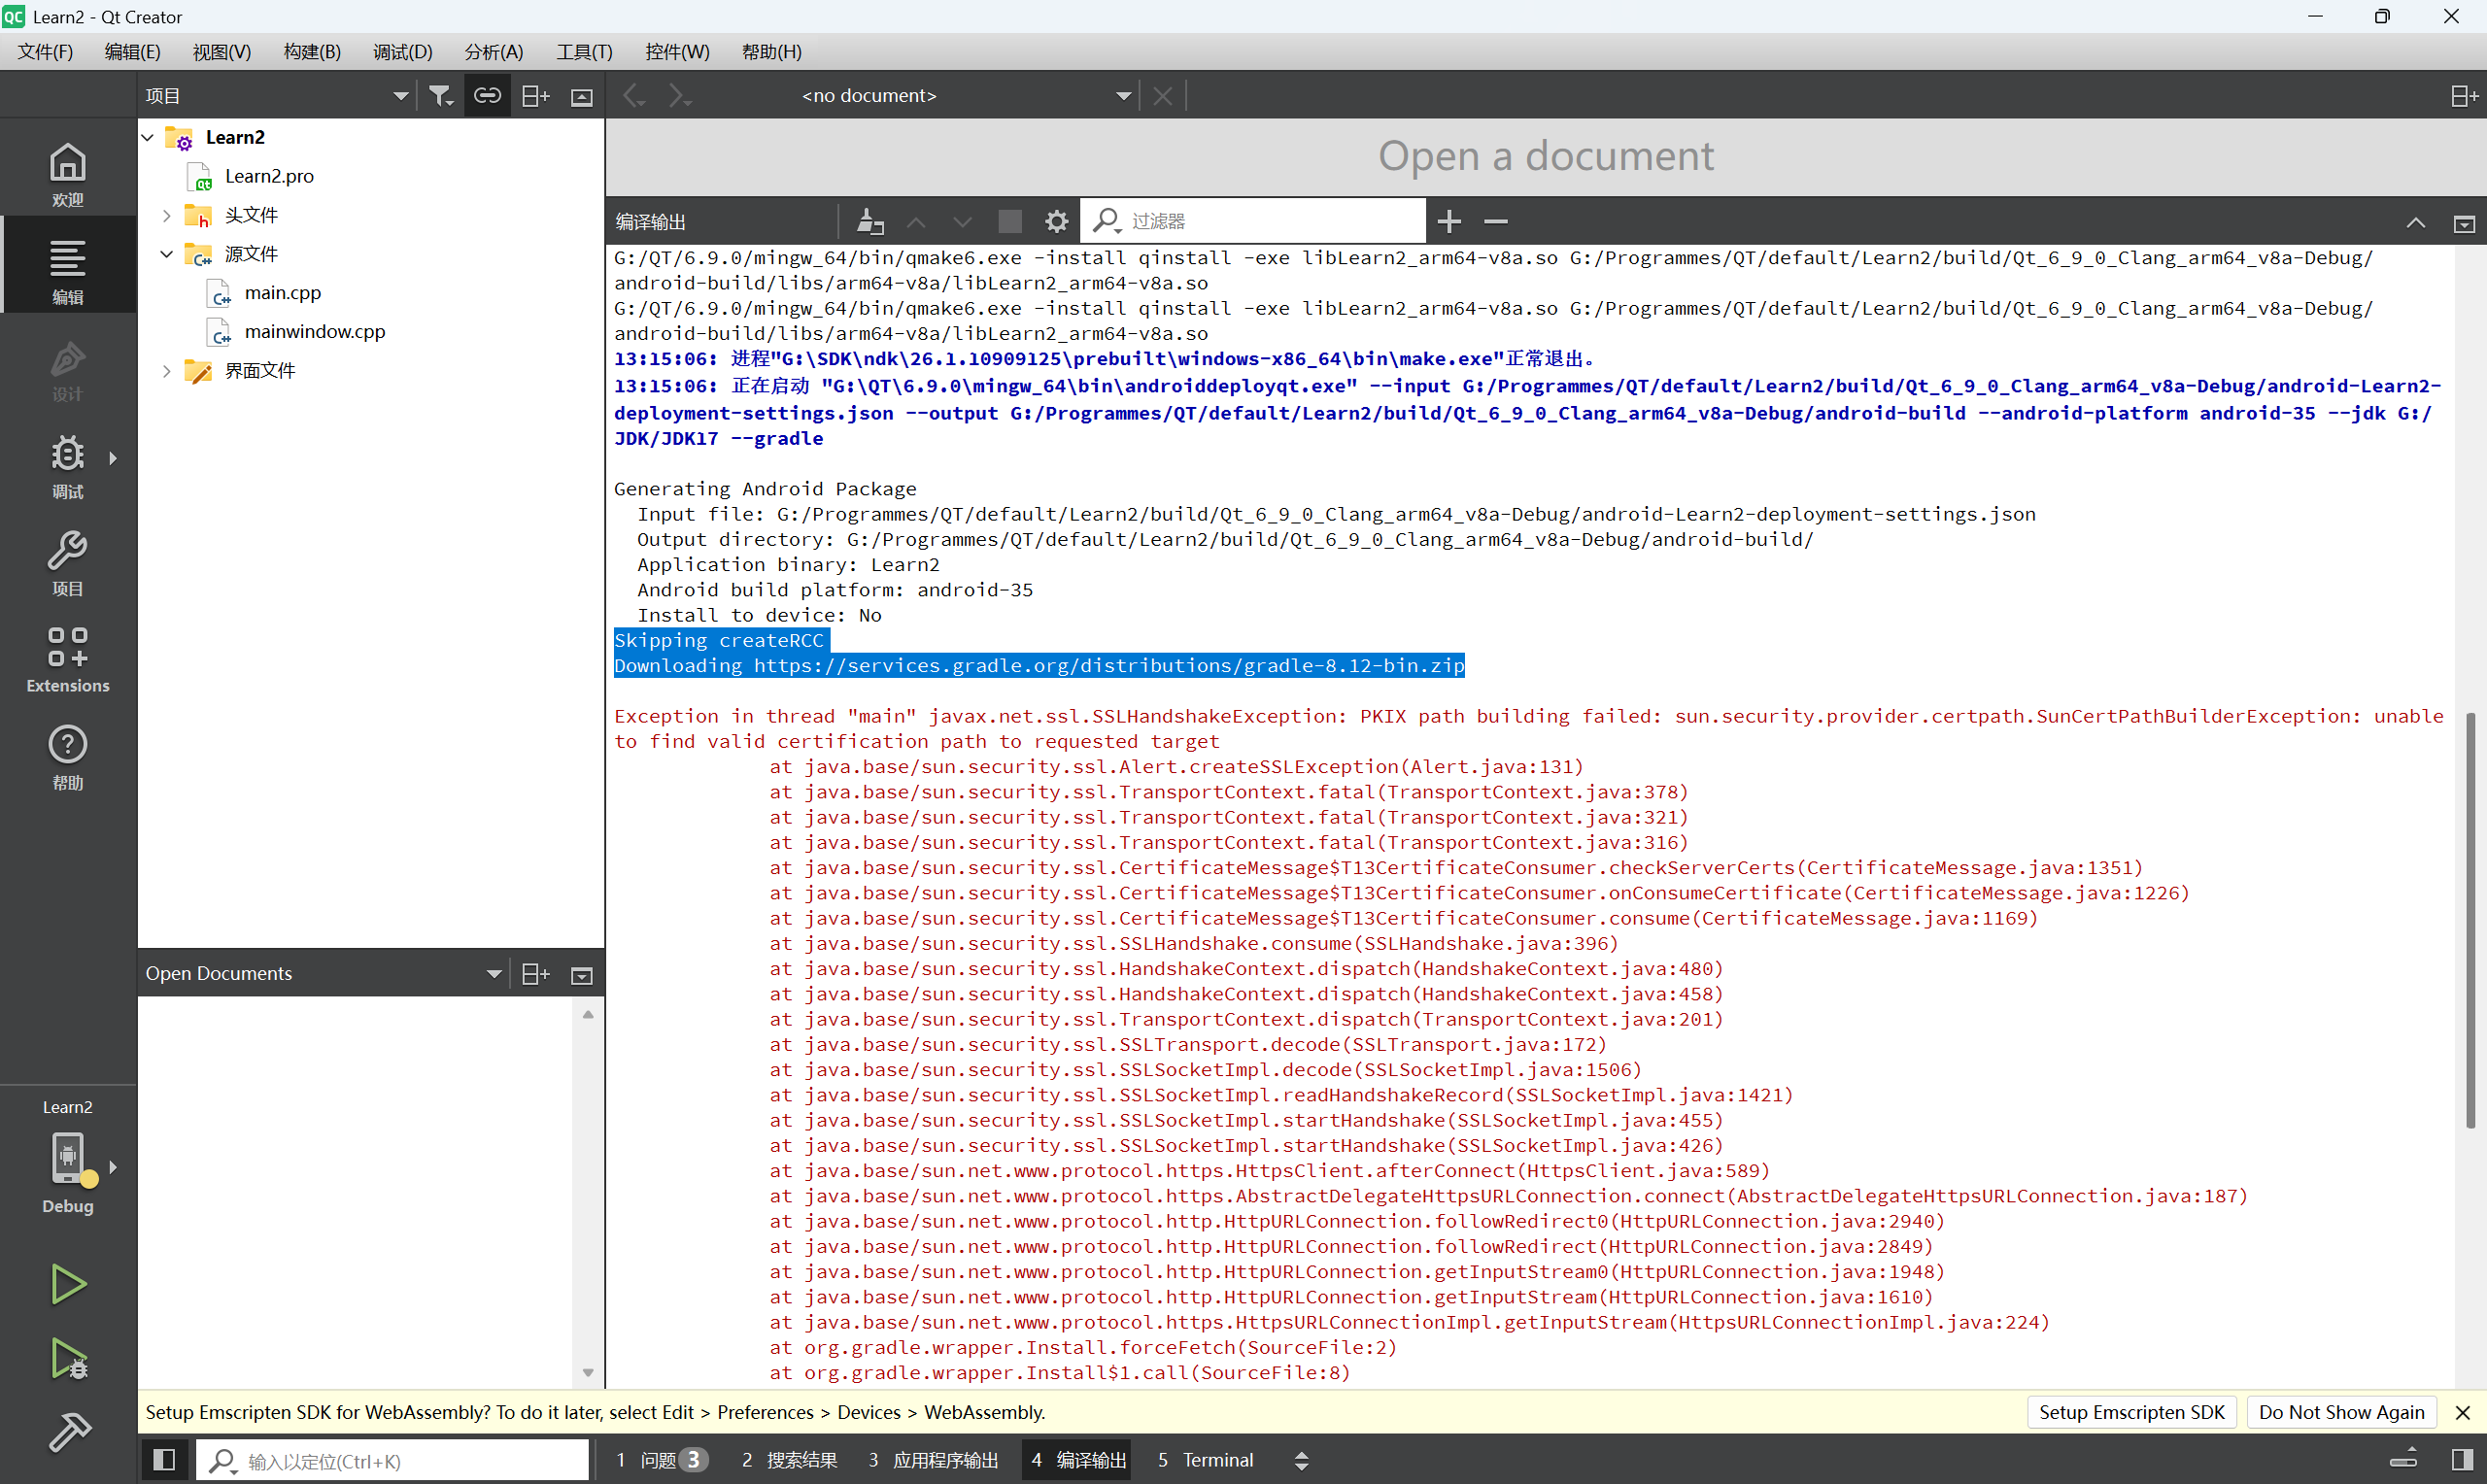 Learn2 - Qt Creator
文件(F) 编辑(E) 视图(V) 构建(B) 调试(D) 分析(A) 工具(T) 控件(W) 帮助(H)
项目
<no document>
欢迎
编辑
设计
调试
项目
Extensions
帮助
Learn2
Learn2.pro
头文件
源文件
main.cpp
mainwindow.cpp
界面文件
Open a document
编译输出
过滤器
G:/QT/6.9.0/mingw_64/bin/qmake6.exe -install qinstall -exe libLearn2_arm64-v8a.so G:/Programmes/QT/default/Learn2/build/Qt_6_9_0_Clang_arm64_v8a-Debug/
android-build/libs/arm64-v8a/libLearn2_arm64-v8a.so
G:/QT/6.9.0/mingw_64/bin/qmake6.exe -install qinstall -exe libLearn2_arm64-v8a.so G:/Programmes/QT/default/Learn2/build/Qt_6_9_0_Clang_arm64_v8a-Debug/
android-build/libs/arm64-v8a/libLearn2_arm64-v8a.so
13:15:06: 进程"G:\SDK\ndk\26.1.10909125\prebuilt\windows-x86_64\bin\make.exe"正常退出。
13:15:06: 正在启动 "G:\QT\6.9.0\mingw_64\bin\androiddeployqt.exe" --input G:/Programmes/QT/default/Learn2/build/Qt_6_9_0_Clang_arm64_v8a-Debug/android-Learn2-
deployment-settings.json --output G:/Programmes/QT/default/Learn2/build/Qt_6_9_0_Clang_arm64_v8a-Debug/android-build --android-platform android-35 --jdk G:/
JDK/JDK17 --gradle
Generating Android Package
Input file: G:/Programmes/QT/default/Learn2/build/Qt_6_9_0_Clang_arm64_v8a-Debug/android-Learn2-deployment-settings.json
Output directory: G:/Programmes/QT/default/Learn2/build/Qt_6_9_0_Clang_arm64_v8a-Debug/android-build/
Application binary: Learn2
Android build platform: android-35
Install to device: No
Skipping createRCC
Downloading https://services.gradle.org/distributions/gradle-8.12-bin.zip
Exception in thread "main" javax.net.ssl.SSLHandshakeException: PKIX path building failed: sun.security.provider.certpath.SunCertPathBuilderException: unable
to find valid certification path to requested target
at java.base/sun.security.ssl.Alert.createSSLException(Alert.java:131)
at java.base/sun.security.ssl.TransportContext.fatal(TransportContext.java:378)
at java.base/sun.security.ssl.TransportContext.fatal(TransportContext.java:321)
at java.base/sun.security.ssl.TransportContext.fatal(TransportContext.java:316)
at java.base/sun.security.ssl.CertificateMessage$T13CertificateConsumer.checkServerCerts(CertificateMessage.java:1351)
at java.base/sun.security.ssl.CertificateMessage$T13CertificateConsumer.onConsumeCertificate(CertificateMessage.java:1226)
at java.base/sun.security.ssl.CertificateMessage$T13CertificateConsumer.consume(CertificateMessage.java:1169)
at java.base/sun.security.ssl.SSLHandshake.consume(SSLHandshake.java:396)
at java.base/sun.security.ssl.HandshakeContext.dispatch(HandshakeContext.java:480)
at java.base/sun.security.ssl.HandshakeContext.dispatch(HandshakeContext.java:458)
at java.base/sun.security.ssl.TransportContext.dispatch(TransportContext.java:201)
at java.base/sun.security.ssl.SSLTransport.decode(SSLTransport.java:172)
at java.base/sun.security.ssl.SSLSocketImpl.decode(SSLSocketImpl.java:1506)
at java.base/sun.security.ssl.SSLSocketImpl.readHandshakeRecord(SSLSocketImpl.java:1421)
at java.base/sun.security.ssl.SSLSocketImpl.startHandshake(SSLSocketImpl.java:455)
at java.base/sun.security.ssl.SSLSocketImpl.startHandshake(SSLSocketImpl.java:426)
at java.base/sun.net.www.protocol.https.HttpsClient.afterConnect(HttpsClient.java:589)
at java.base/sun.net.www.protocol.https.AbstractDelegateHttpsURLConnection.connect(AbstractDelegateHttpsURLConnection.java:187)
at java.base/sun.net.www.protocol.http.HttpURLConnection.followRedirect0(HttpURLConnection.java:2940)
at java.base/sun.net.www.protocol.http.HttpURLConnection.followRedirect(HttpURLConnection.java:2849)
at java.base/sun.net.www.protocol.http.HttpURLConnection.getInputStream0(HttpURLConnection.java:1948)
at java.base/sun.net.www.protocol.http.HttpURLConnection.getInputStream(HttpURLConnection.java:1610)
at java.base/sun.net.www.protocol.https.HttpsURLConnectionImpl.getInputStream(HttpsURLConnectionImpl.java:224)
at org.gradle.wrapper.Install.forceFetch(SourceFile:2)
at org.gradle.wrapper.Install$1.call(SourceFile:8)
Open Documents
Learn2
Debug
Setup Emscripten SDK for WebAssembly? To do it later, select Edit > Preferences > Devices > WebAssembly.
Setup Emscripten SDK
Do Not Show Again
输入以定位(Ctrl+K)
1 问题 3 2 搜索结果 3 应用程序输出 4 编译输出 5 Terminal